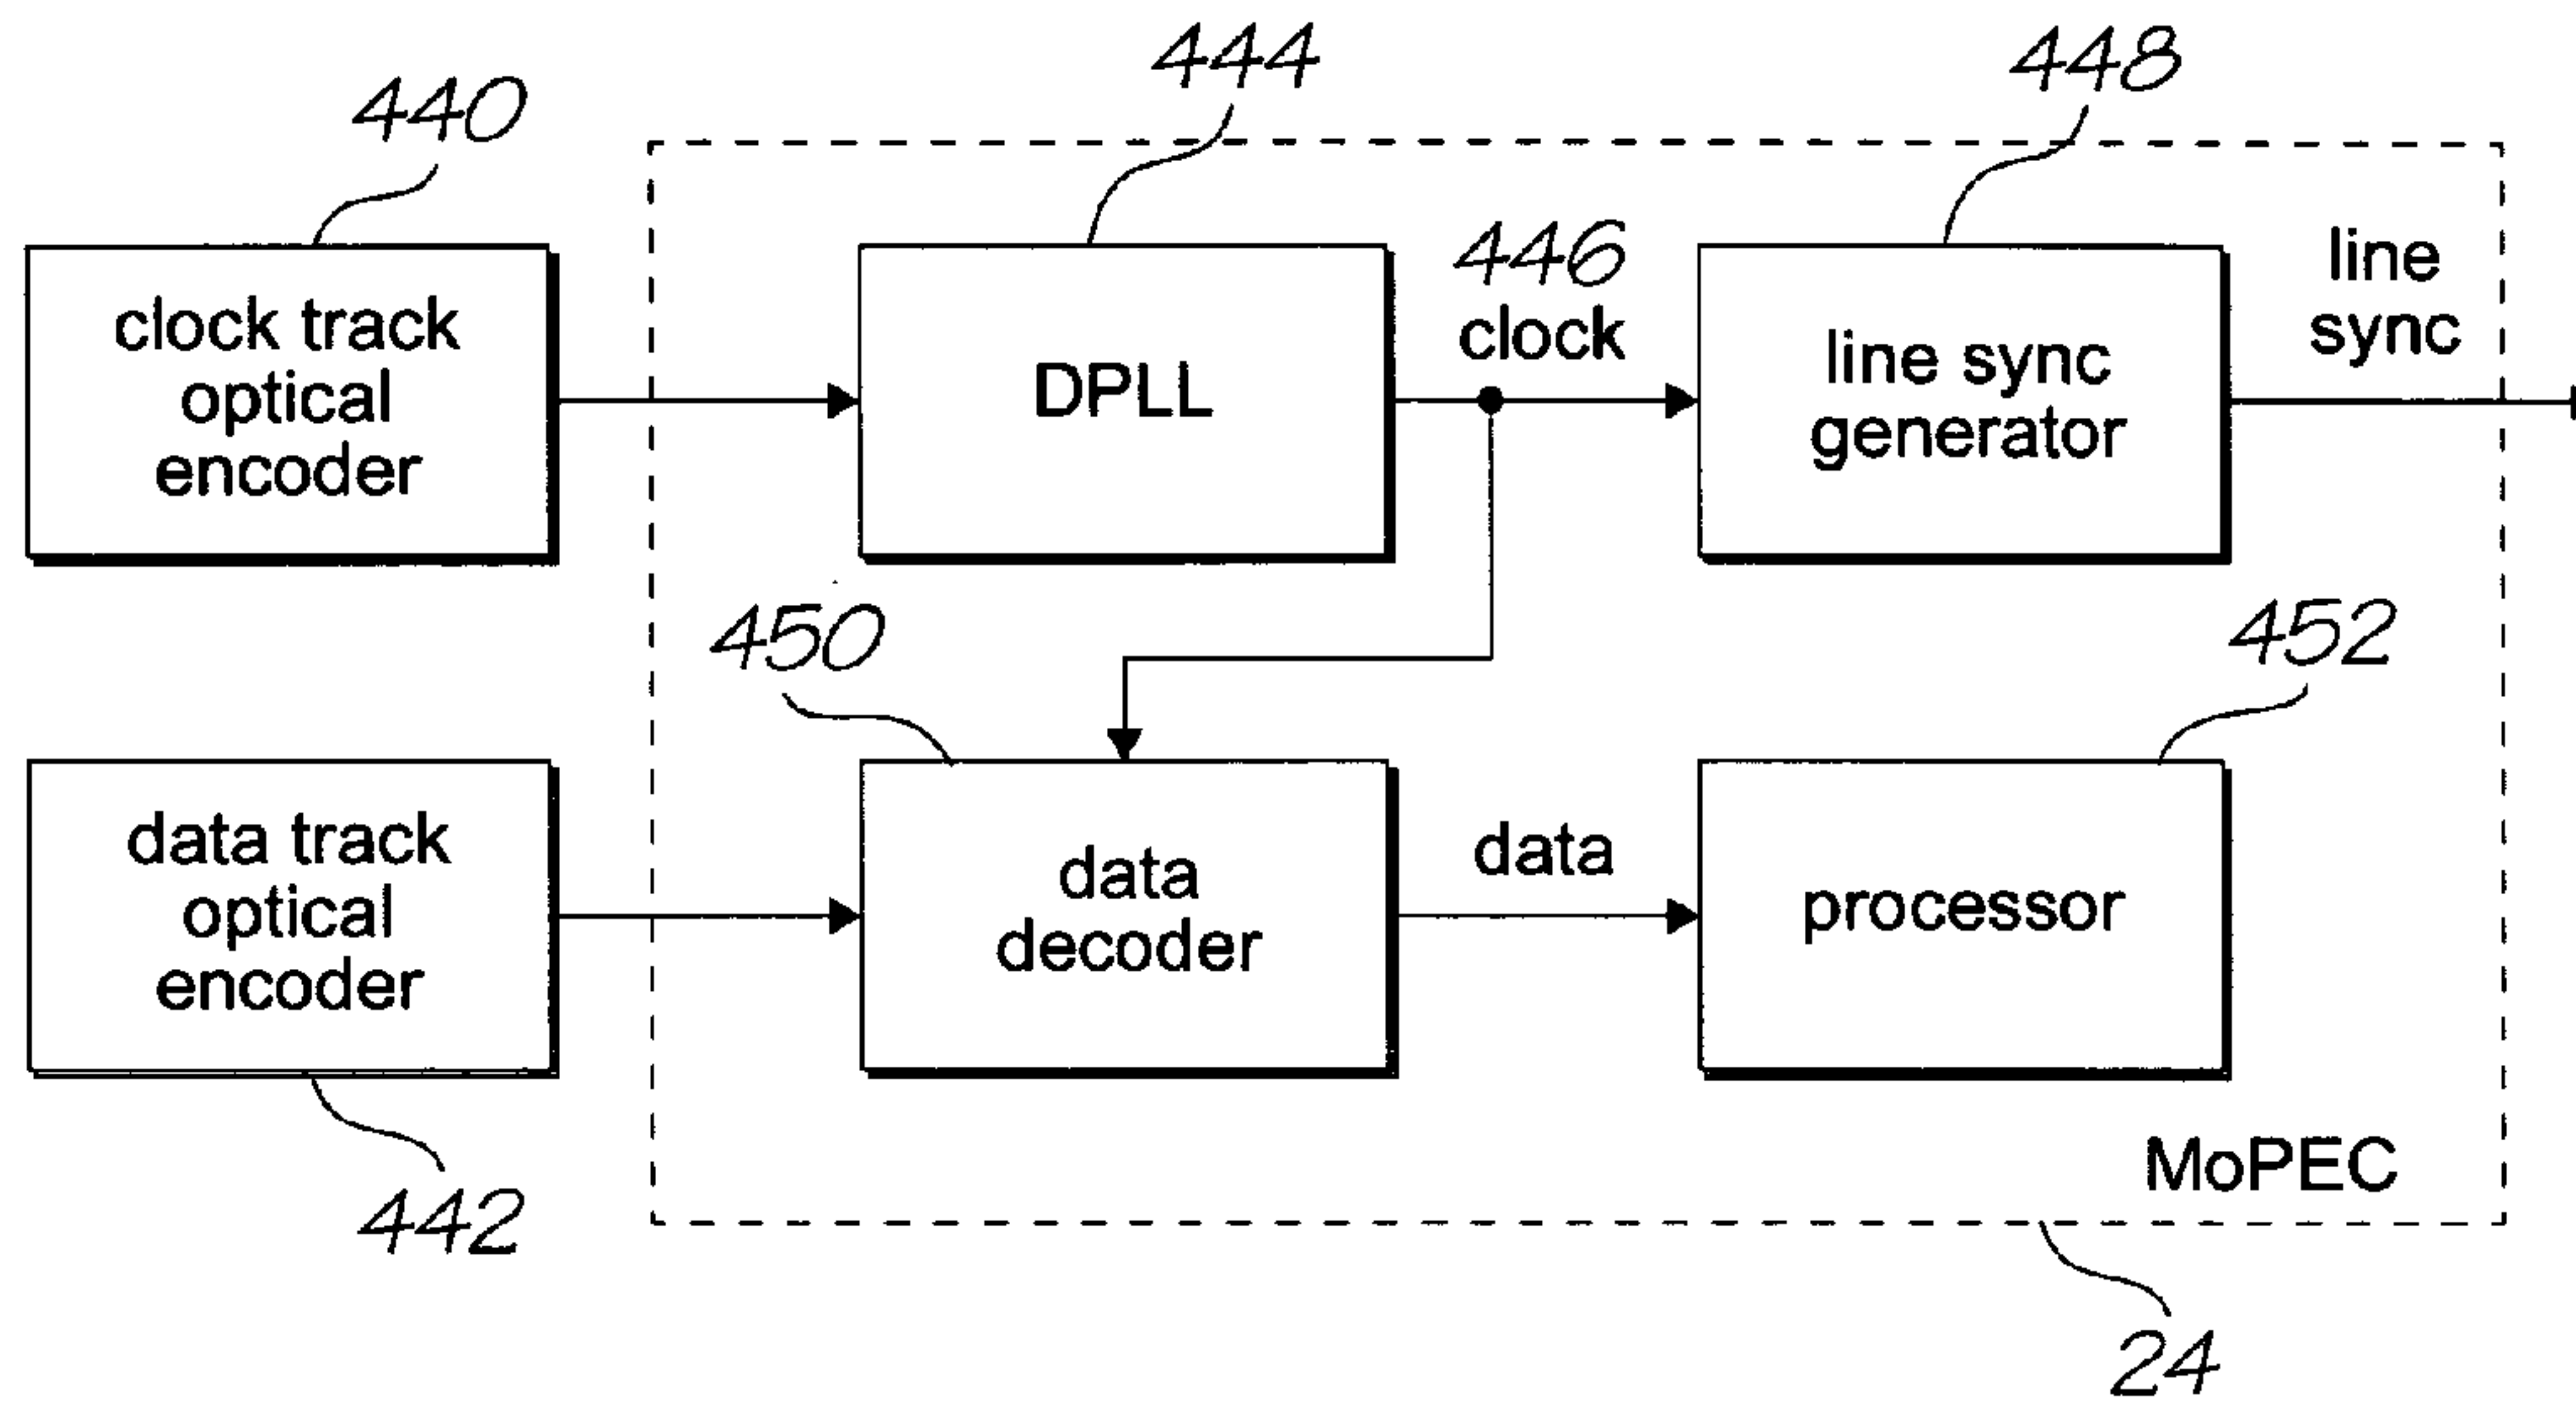 440
444
448
clock track
optical
encoder
DPLL
446
clock
line sync
generator
line
sync
450
452
data track
optical
encoder
data
decoder
data
processor
MoPEC
442
24